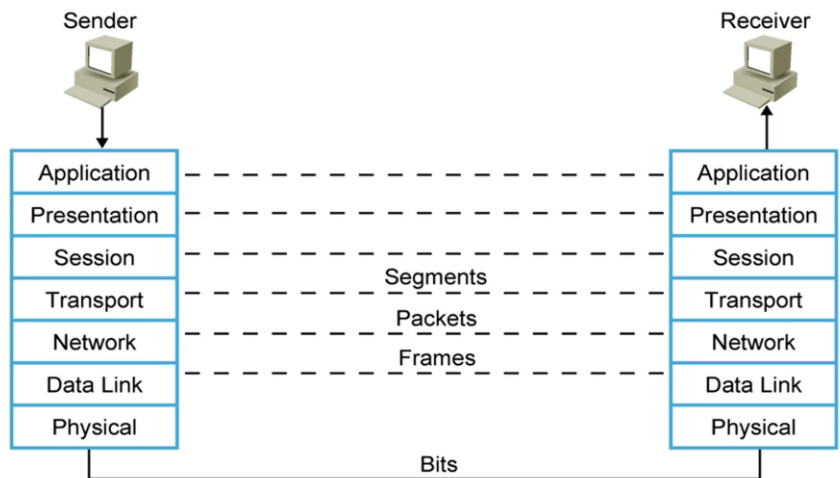 Sender
Receiver
Application
Application
Presentation
Presentation
Session
Session
Segments
Transport
Transport
Packets
Network
Network
Frames
Data Link
Data Link
Physical
Physical
Bits